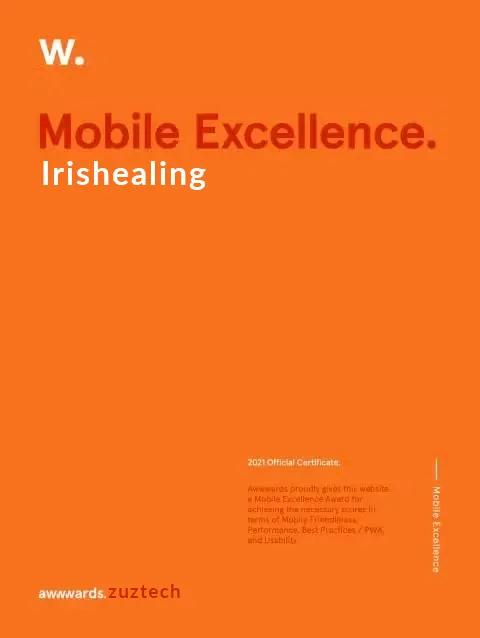 W.
Mobile Excellence.
Irishealing
2021 Official Certificate:
Awwwards proudly gives this website
a Mobile Excellence Award for
achieving the necessary scores in
terms of Mobile Friendliness,
Performance, Best Practices / PWA,
and Usability.
Mobile Excellence
awwwards.zuztech